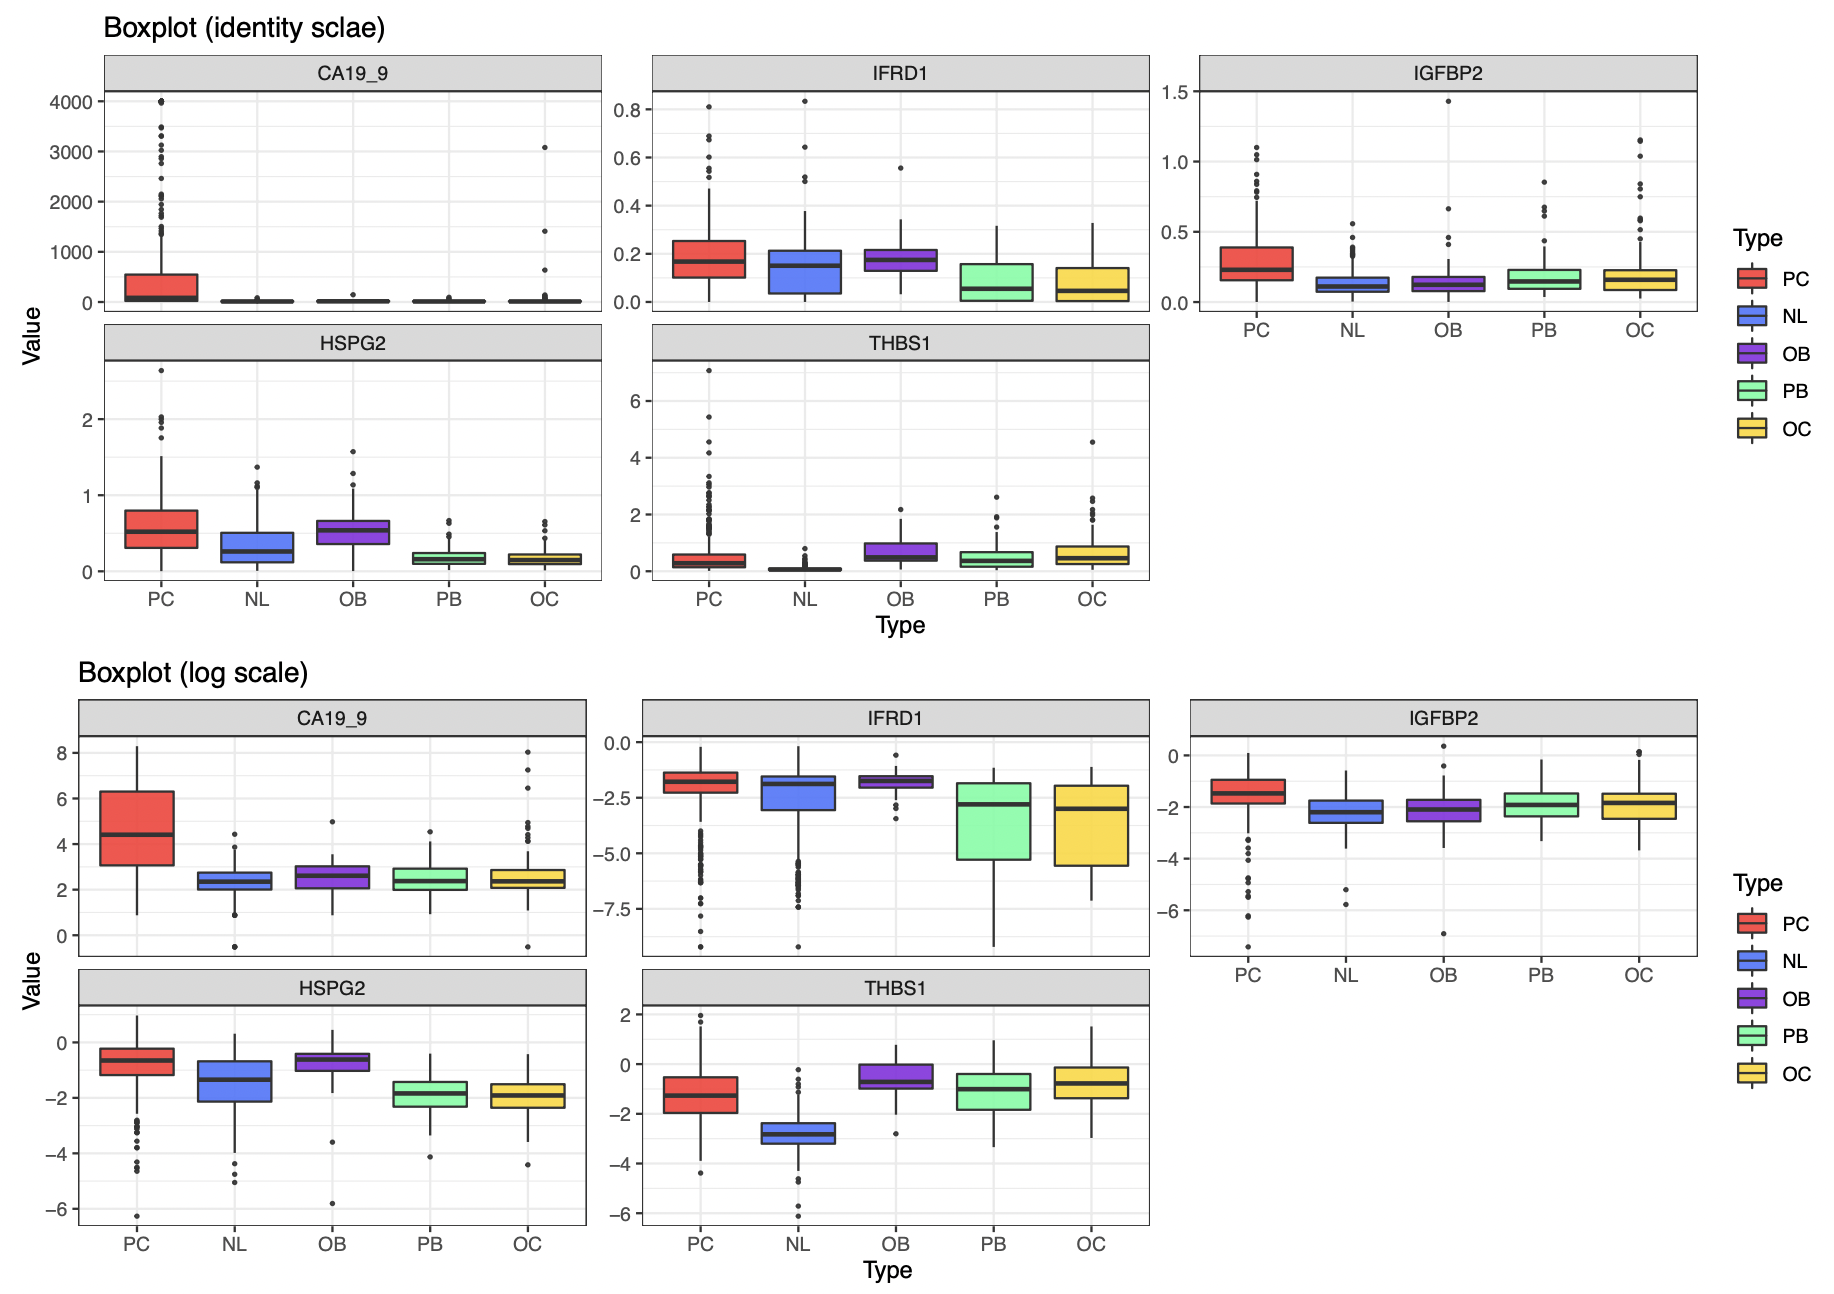 Boxplot (identity sclae)
CA19_9 IFRD1 IGFBP2
4000
3000
2000
1000
0
0.8
0.6
0.4
0.2
0.0
1.5
1.0
0.5
0.0
PC NL OB PB OC
HSPG2 THBS1
2
1
0
6
4
2
0
PC NL OB PB OC
PC NL OB PB OC
Value
Type
Type
PC
NL
OB
PB
OC
Boxplot (log scale)
CA19_9 IFRD1 IGFBP2
8
6
4
2
0
0.0
−2.5
−5.0
−7.5
0
−2
−4
−6
PC NL OB PB OC
HSPG2 THBS1
0
−2
−4
−6
2
0
−2
−4
−6
PC NL OB PB OC
PC NL OB PB OC
Value
Type
Type
PC
NL
OB
PB
OC